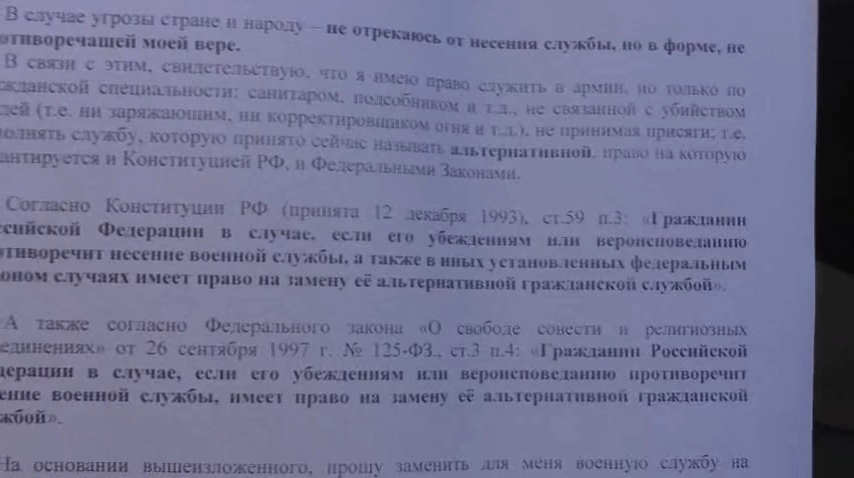 В случае угрозы стране и народу – не отрекаюсь от несения службы, но в форме, не
отиворечащей моей вере.
В связи с этим, свидетельствую, что я имею право служить в армии, но только по
жданской специальности: санитаром, подсобником и т.д., не связанной с убийством
дей (т.е. ни заряжающим, ни корректировщиком огня и т.д.), не принимая присяги; т.е.
полнять службу, которую принято сейчас называть альтернативной, право на которую
антируется и Конституцией РФ, и Федеральными Законами.
Согласно Конституции РФ (принята 12 декабря 1993), ст.59 п.3: «Гражданин
ссийской Федерации в случае, если его убеждениям или вероисповеданию
отиворечит несение военной службы, а также в иных установленных федеральным
коном случаях имеет право на замену её альтернативной гражданской службой».
А также согласно Федерального закона «О свободе совести и религиозных
единениях» от 26 сентября 1997 г. № 125-ФЗ., ст.3 п.4: «Гражданин Российской
дерации в случае, если его убеждениям или вероисповеданию противоречит
ение военной службы, имеет право на замену её альтернативной гражданской
жбой».
На основании вышеизложенного, прошу заменить для меня военную службу на